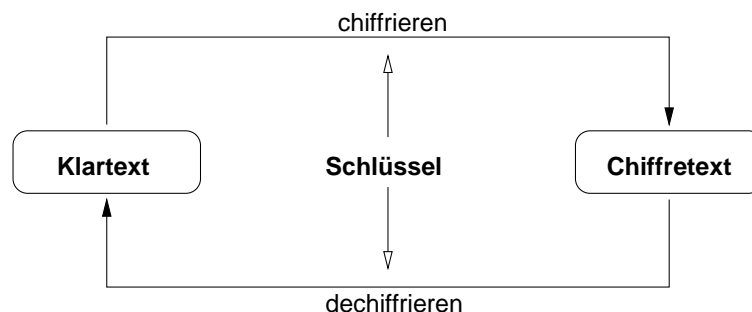 chiffrieren
Klartext
Schlüssel
Chiffretext
dechiffrieren